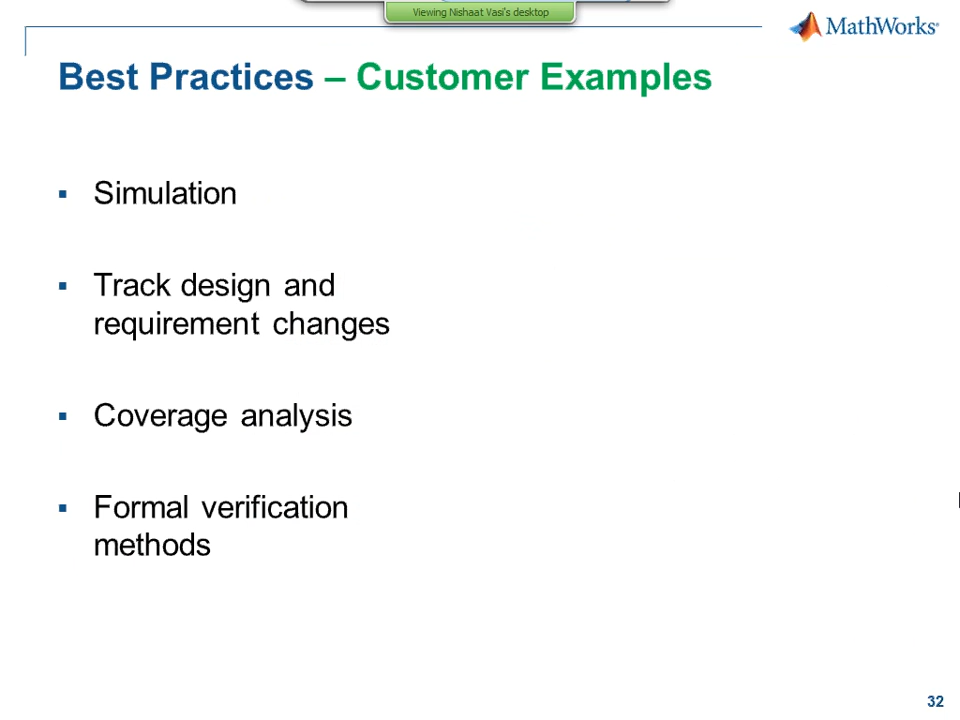 Viewing Nishaat Vasi's desktop
MathWorks®
Best Practices – Customer Examples
▪ Simulation
▪ Track design and
requirement changes
▪ Coverage analysis
▪ Formal verification
methods
32